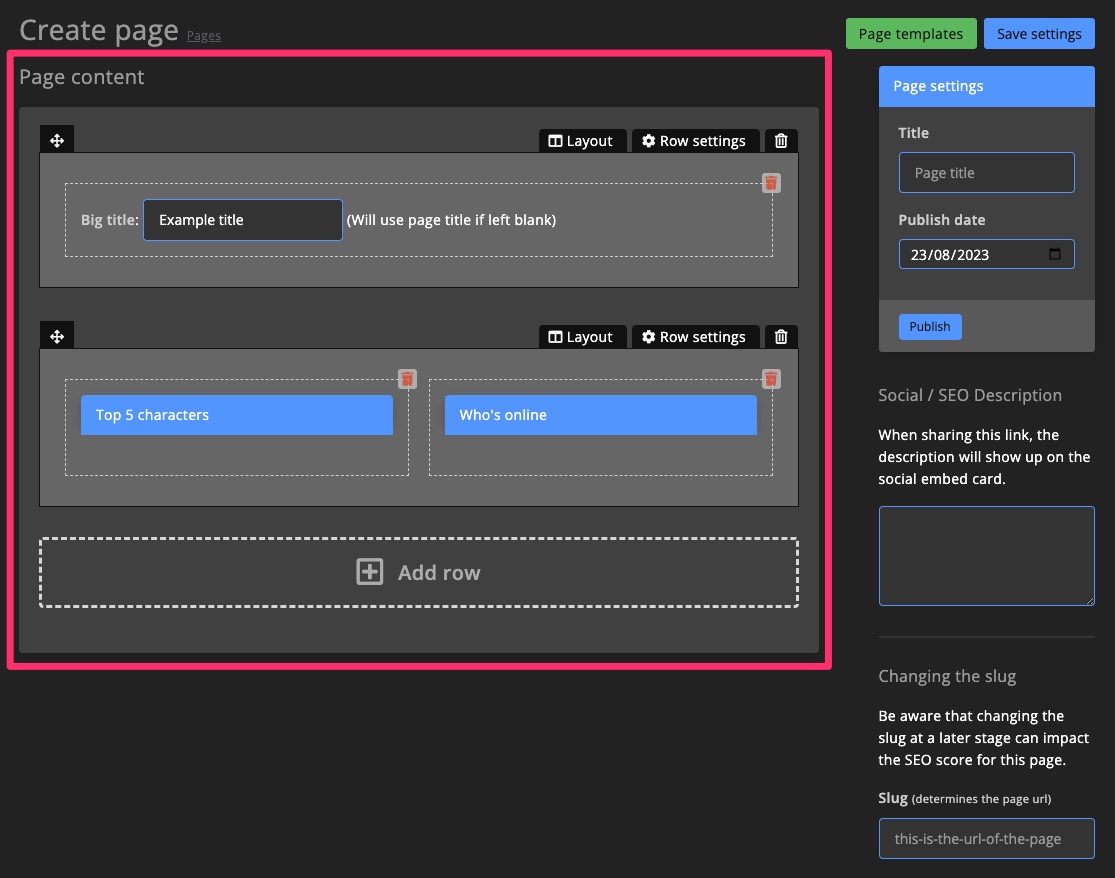 Create page Pages
Page templates
Save settings
Page content
Layout
Row settings
Big title:
Example title
(Will use page title if left blank)
Layout
Row settings
Top 5 characters
Who's online
Add row
Page settings
Title
Page title
Publish date
23/08/2023
Publish
Social / SEO Description
When sharing this link, the
description will show up on the
social embed card.
Changing the slug
Be aware that changing the
slug at a later stage can impact
the SEO score for this page.
Slug (determines the page url)
this-is-the-url-of-the-page